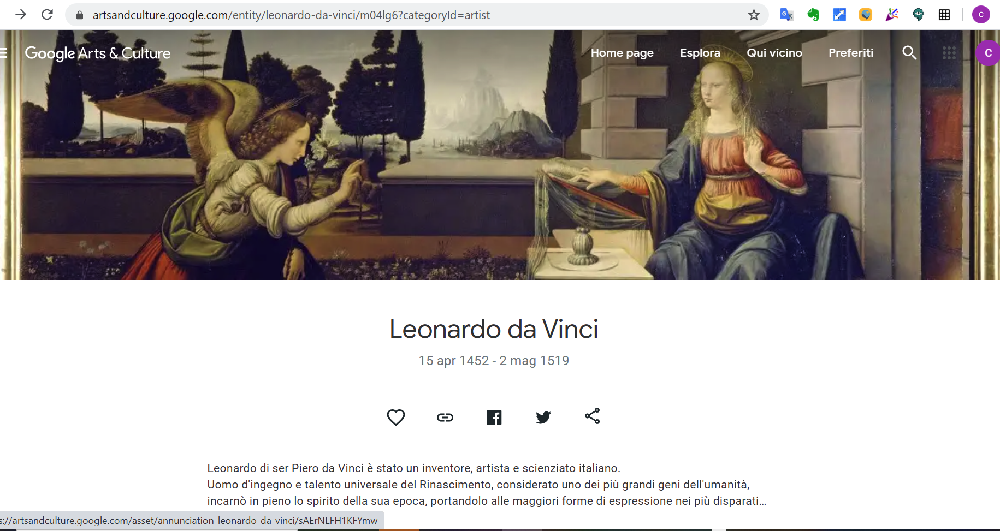 artsandculture.google.com/entity/leonardo-da-vinci/m04lg6?categoryId=artist
C
Google Arts & Culture
Home page
Esplora
Qui vicino
Preferiti
C
Leonardo da Vinci
15 apr 1452 - 2 mag 1519
Leonardo di ser Piero da Vinci è stato un inventore, artista e scienziato italiano.
Uomo d'ingegno e talento universale del Rinascimento, considerato uno dei più grandi geni dell'umanità,
incarnò in pieno lo spirito della sua epoca, portandolo alle maggiori forme di espressione nei più disparati…
s://artsandculture.google.com/asset/annunciation-leonardo-da-vinci/sAErNLFH1KFYmw